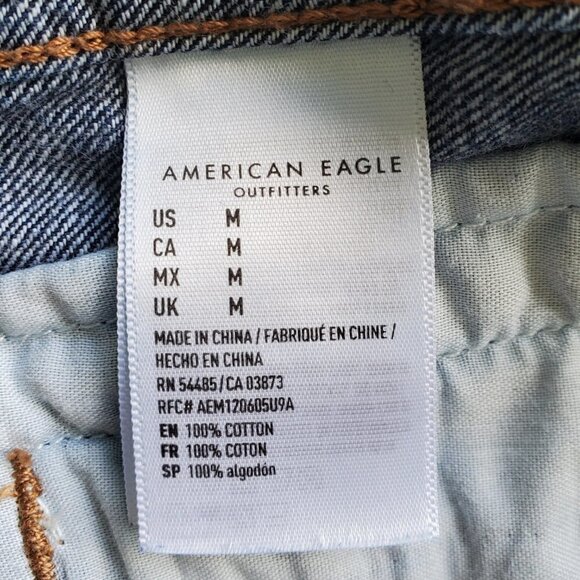 AMERICAN EAGLE
OUTFITTERS
US M
CA M
MX M
UK M
MADE IN CHINA / FABRIQUÉ EN CHINE /
HECHO EN CHINA
RN 54485/CA 03873
RFC# AEM120605U9A
EN 100% COTTON
FR 100% COTON
SP 100% algodón